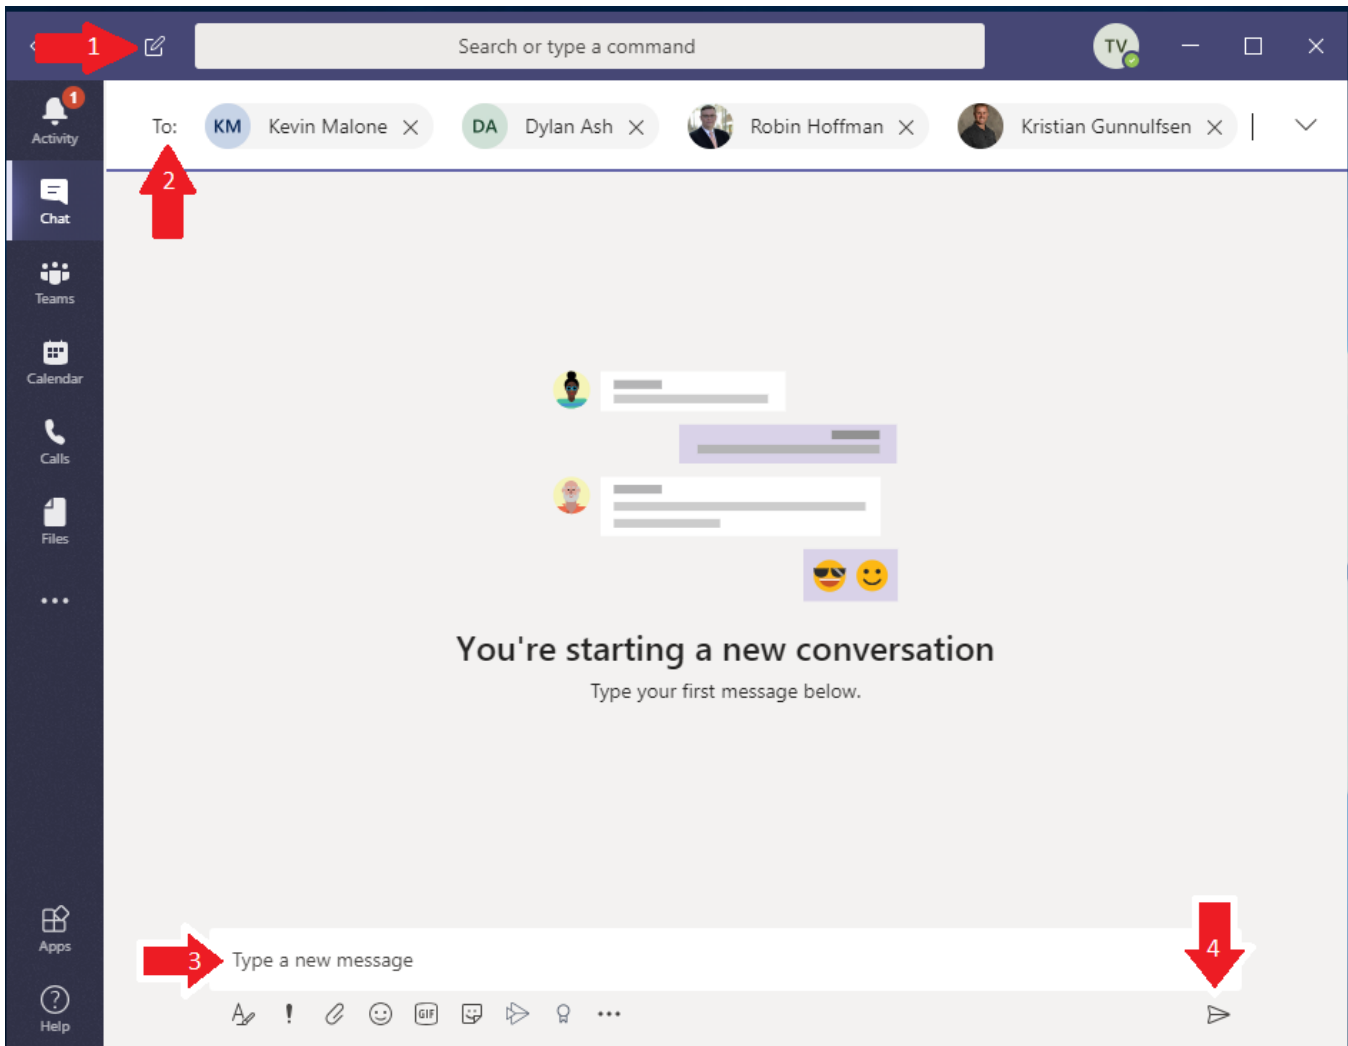 1
Search or type a command
TV
1
Activity
To:
KM Kevin Malone
DA Dylan Ash
Robin Hoffman
Kristian Gunnulfsen
2
Chat
Teams
Calendar
Calls
Files
You're starting a new conversation
Type your first message below.
Apps
3
Type a new message
4
GIF
Help